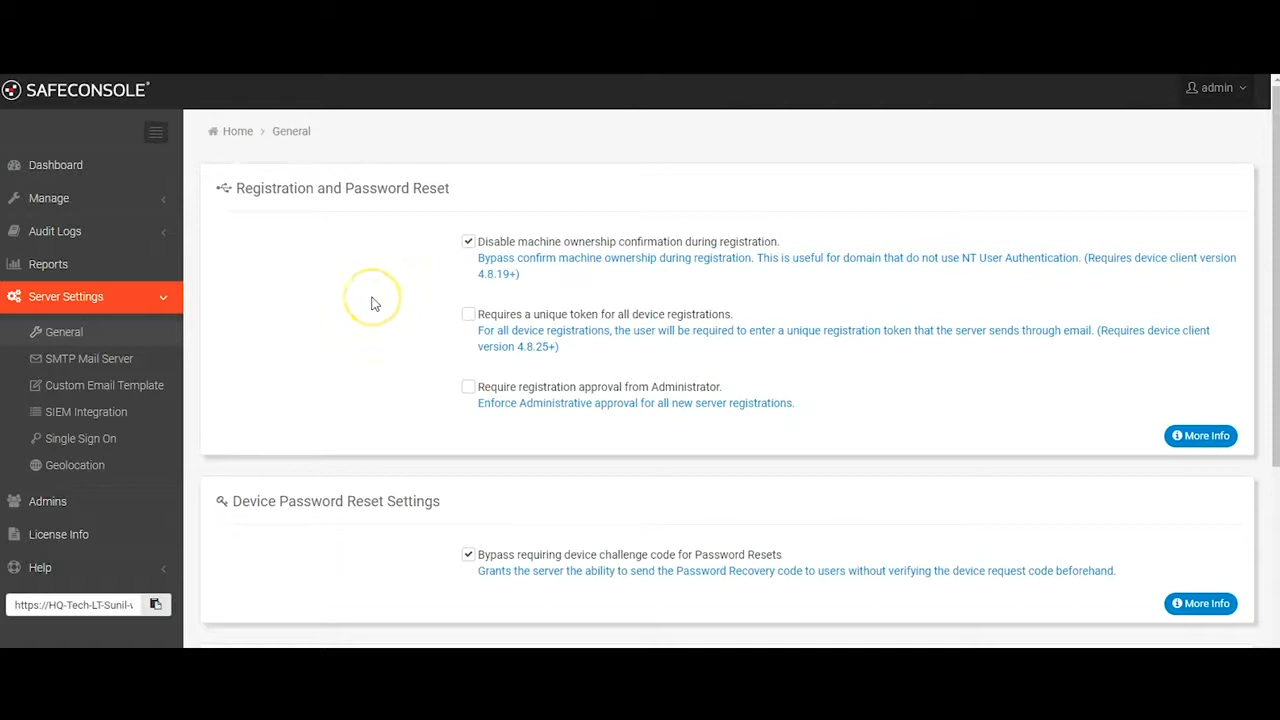 SAFECONSOLE®
admin
Home > General
Dashboard
Manage
Audit Logs
Reports
Server Settings
General
SMTP Mail Server
Custom Email Template
SIEM Integration
Single Sign On
Geolocation
Admins
License Info
Help
https://HQ-Tech-LT-Sunil-
Registration and Password Reset
Disable machine ownership confirmation during registration.
Bypass confirm machine ownership during registration. This is useful for domain that do not use NT User Authentication. (Requires device client version
4.8.19+)
Requires a unique token for all device registrations.
For all device registrations, the user will be required to enter a unique registration token that the server sends through email. (Requires device client
version 4.8.25+)
Require registration approval from Administrator.
Enforce Administrative approval for all new server registrations.
More Info
Device Password Reset Settings
Bypass requiring device challenge code for Password Resets
Grants the server the ability to send the Password Recovery code to users without verifying the device request code beforehand.
More Info